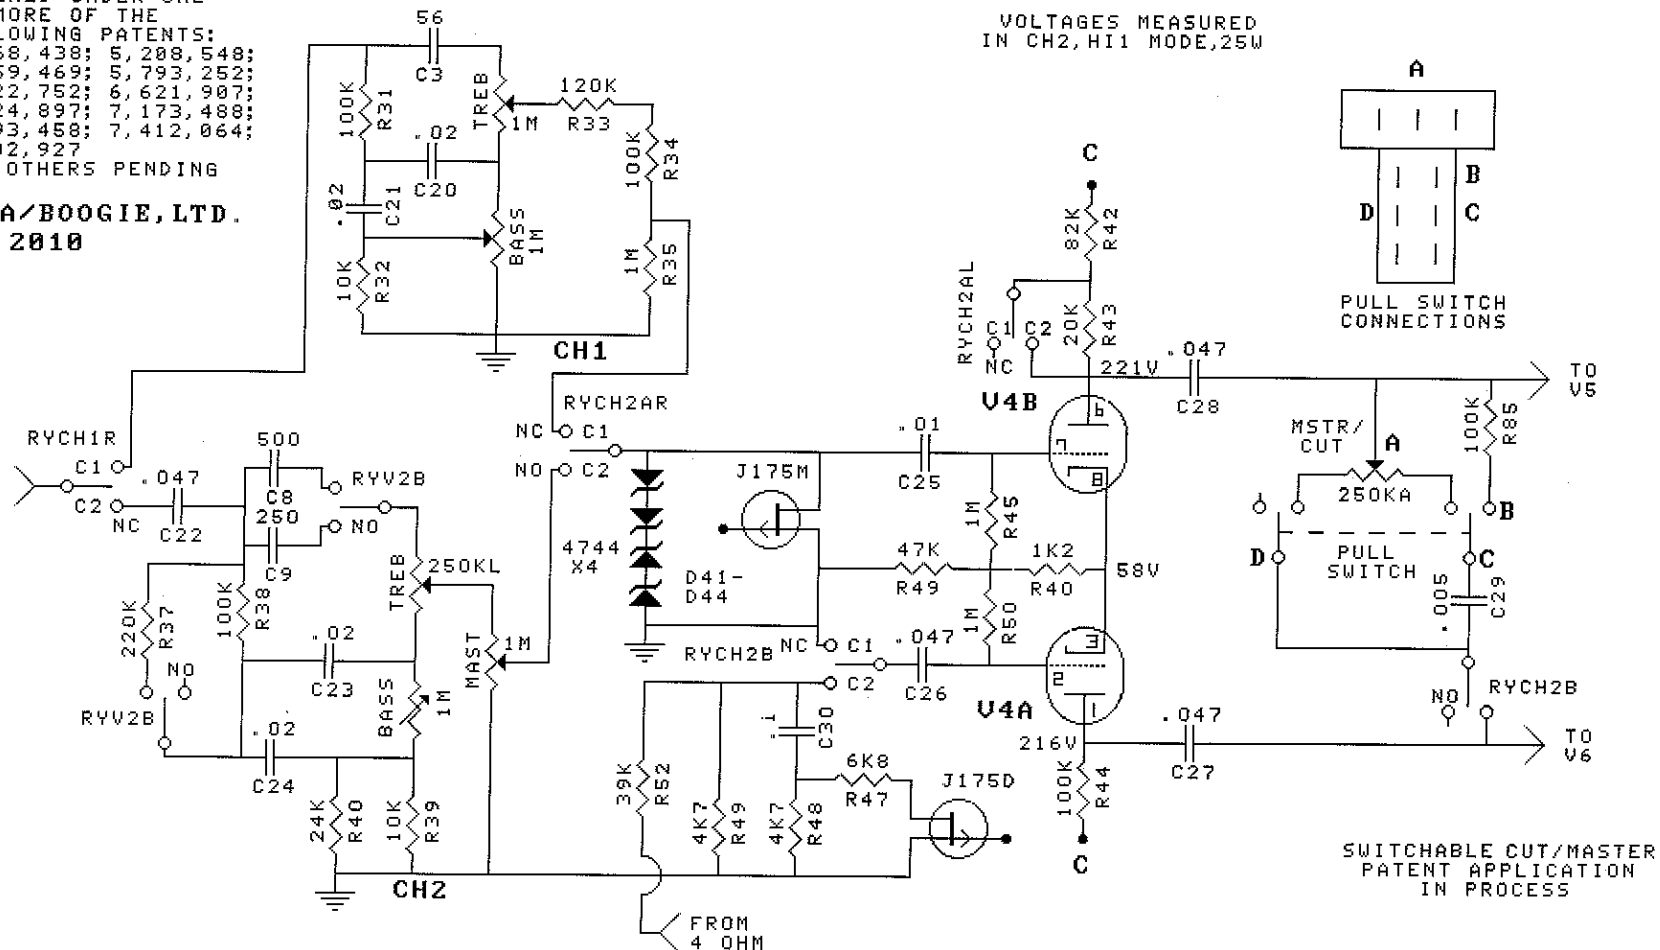 MORE OF THE
LOWING PATENTS:
68,438; 5,208,548;
59,469; 5,793,252;
22,752; 6,621,907;
24,897; 7,173,488;
93,458; 7,412,064;
02,927
OTHERS PENDING
A/BOOGIE, LTD.
2010
VOLTAGES MEASURED
IN CH2, HI1 MODE, 25W
56
C3
100K
R31
TREB
1M
120K
R33
.02
C20
100K
R34
.02
C21
BASS
1M
10K
R32
1M
R35
CH1
A
B
D
C
PULL SWITCH
CONNECTIONS
C
82K
R42
RYCH2AL
C1
C2
NC
20K
R43
221V
.047
C28
TO
V5
V4B
6
7
8
MSTR/
CUT
A
250KA
100K
R85
B
D
PULL
SWITCH
C
.005
C29
NO
RYCH2B
RYCH1R
C1
C2
NC
.047
C22
500
C8
250
C9
RYV2B
NO
RYCH2AR
NC
C1
NO
C2
4744
X4
D41-
D44
J175M
.01
C25
1M
R45
47K
R49
1K2
R40
58V
1M
R50
RYCH2B
NC
C1
C2
.047
C26
3
2
1
V4A
216V
.047
C27
TO
V6
100K
R44
C
220K
R37
100K
R38
TREB
250KL
MAST
1M
NO
RYV2B
.02
C23
BASS
1M
.02
C24
24K
R40
10K
R39
CH2
39K
R52
4K7
R49
.1
C30
4K7
R48
6K8
R47
J175D
FROM
4 OHM
SWITCHABLE CUT/MASTER
PATENT APPLICATION
IN PROCESS